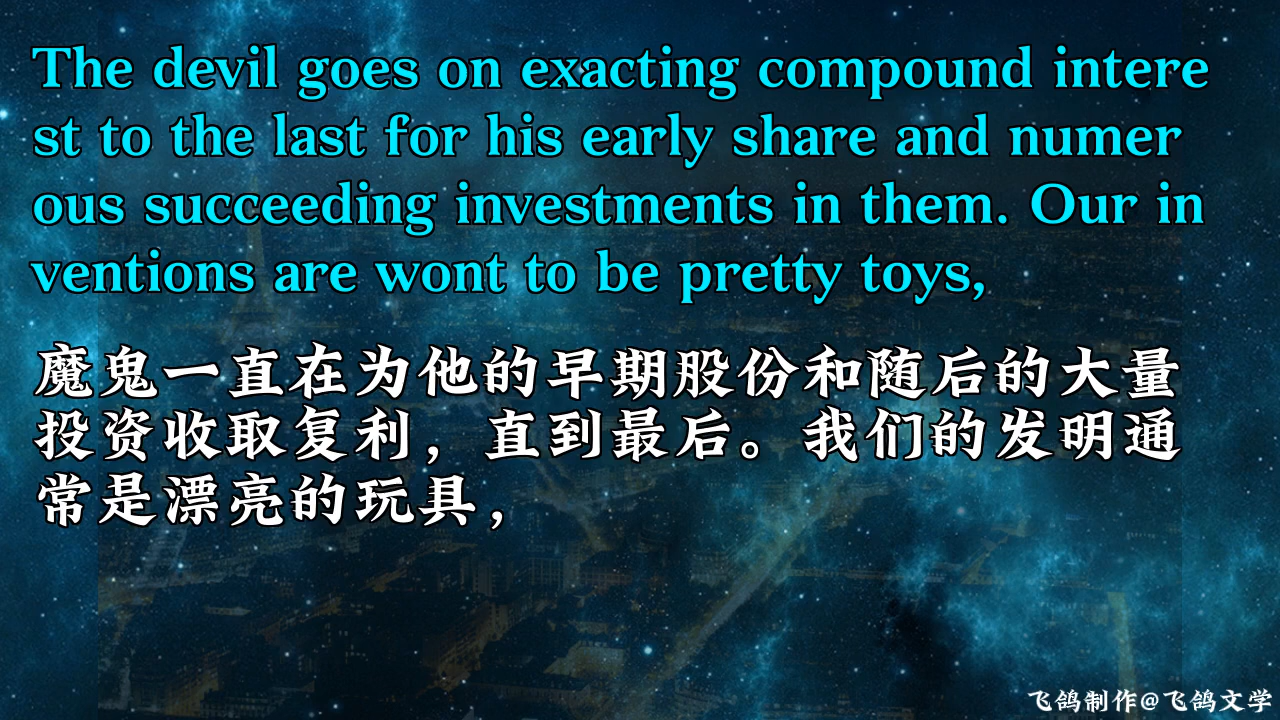 The devil goes on exacting compound intere
st to the last for his early share and numer
ous succeeding investments in them. Our in
ventions are wont to be pretty toys,
魔鬼一直在为他的早期股份和随后的大量
投资收取复利，直到最后。我们的发明通
常是漂亮的玩具，
飞鸽制作@飞鸽文学